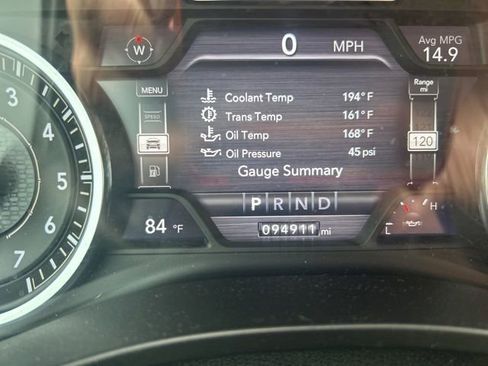 W
0 MPH
Avg MPG
14.9
MENU
SPEED
Range
mi
120
Coolant Temp 194°F
Trans Temp 161°F
Oil Temp 168°F
Oil Pressure 45 psi
Gauge Summary
P R N D
84 °F
094911 mi
H
L
3
4
5
6
7